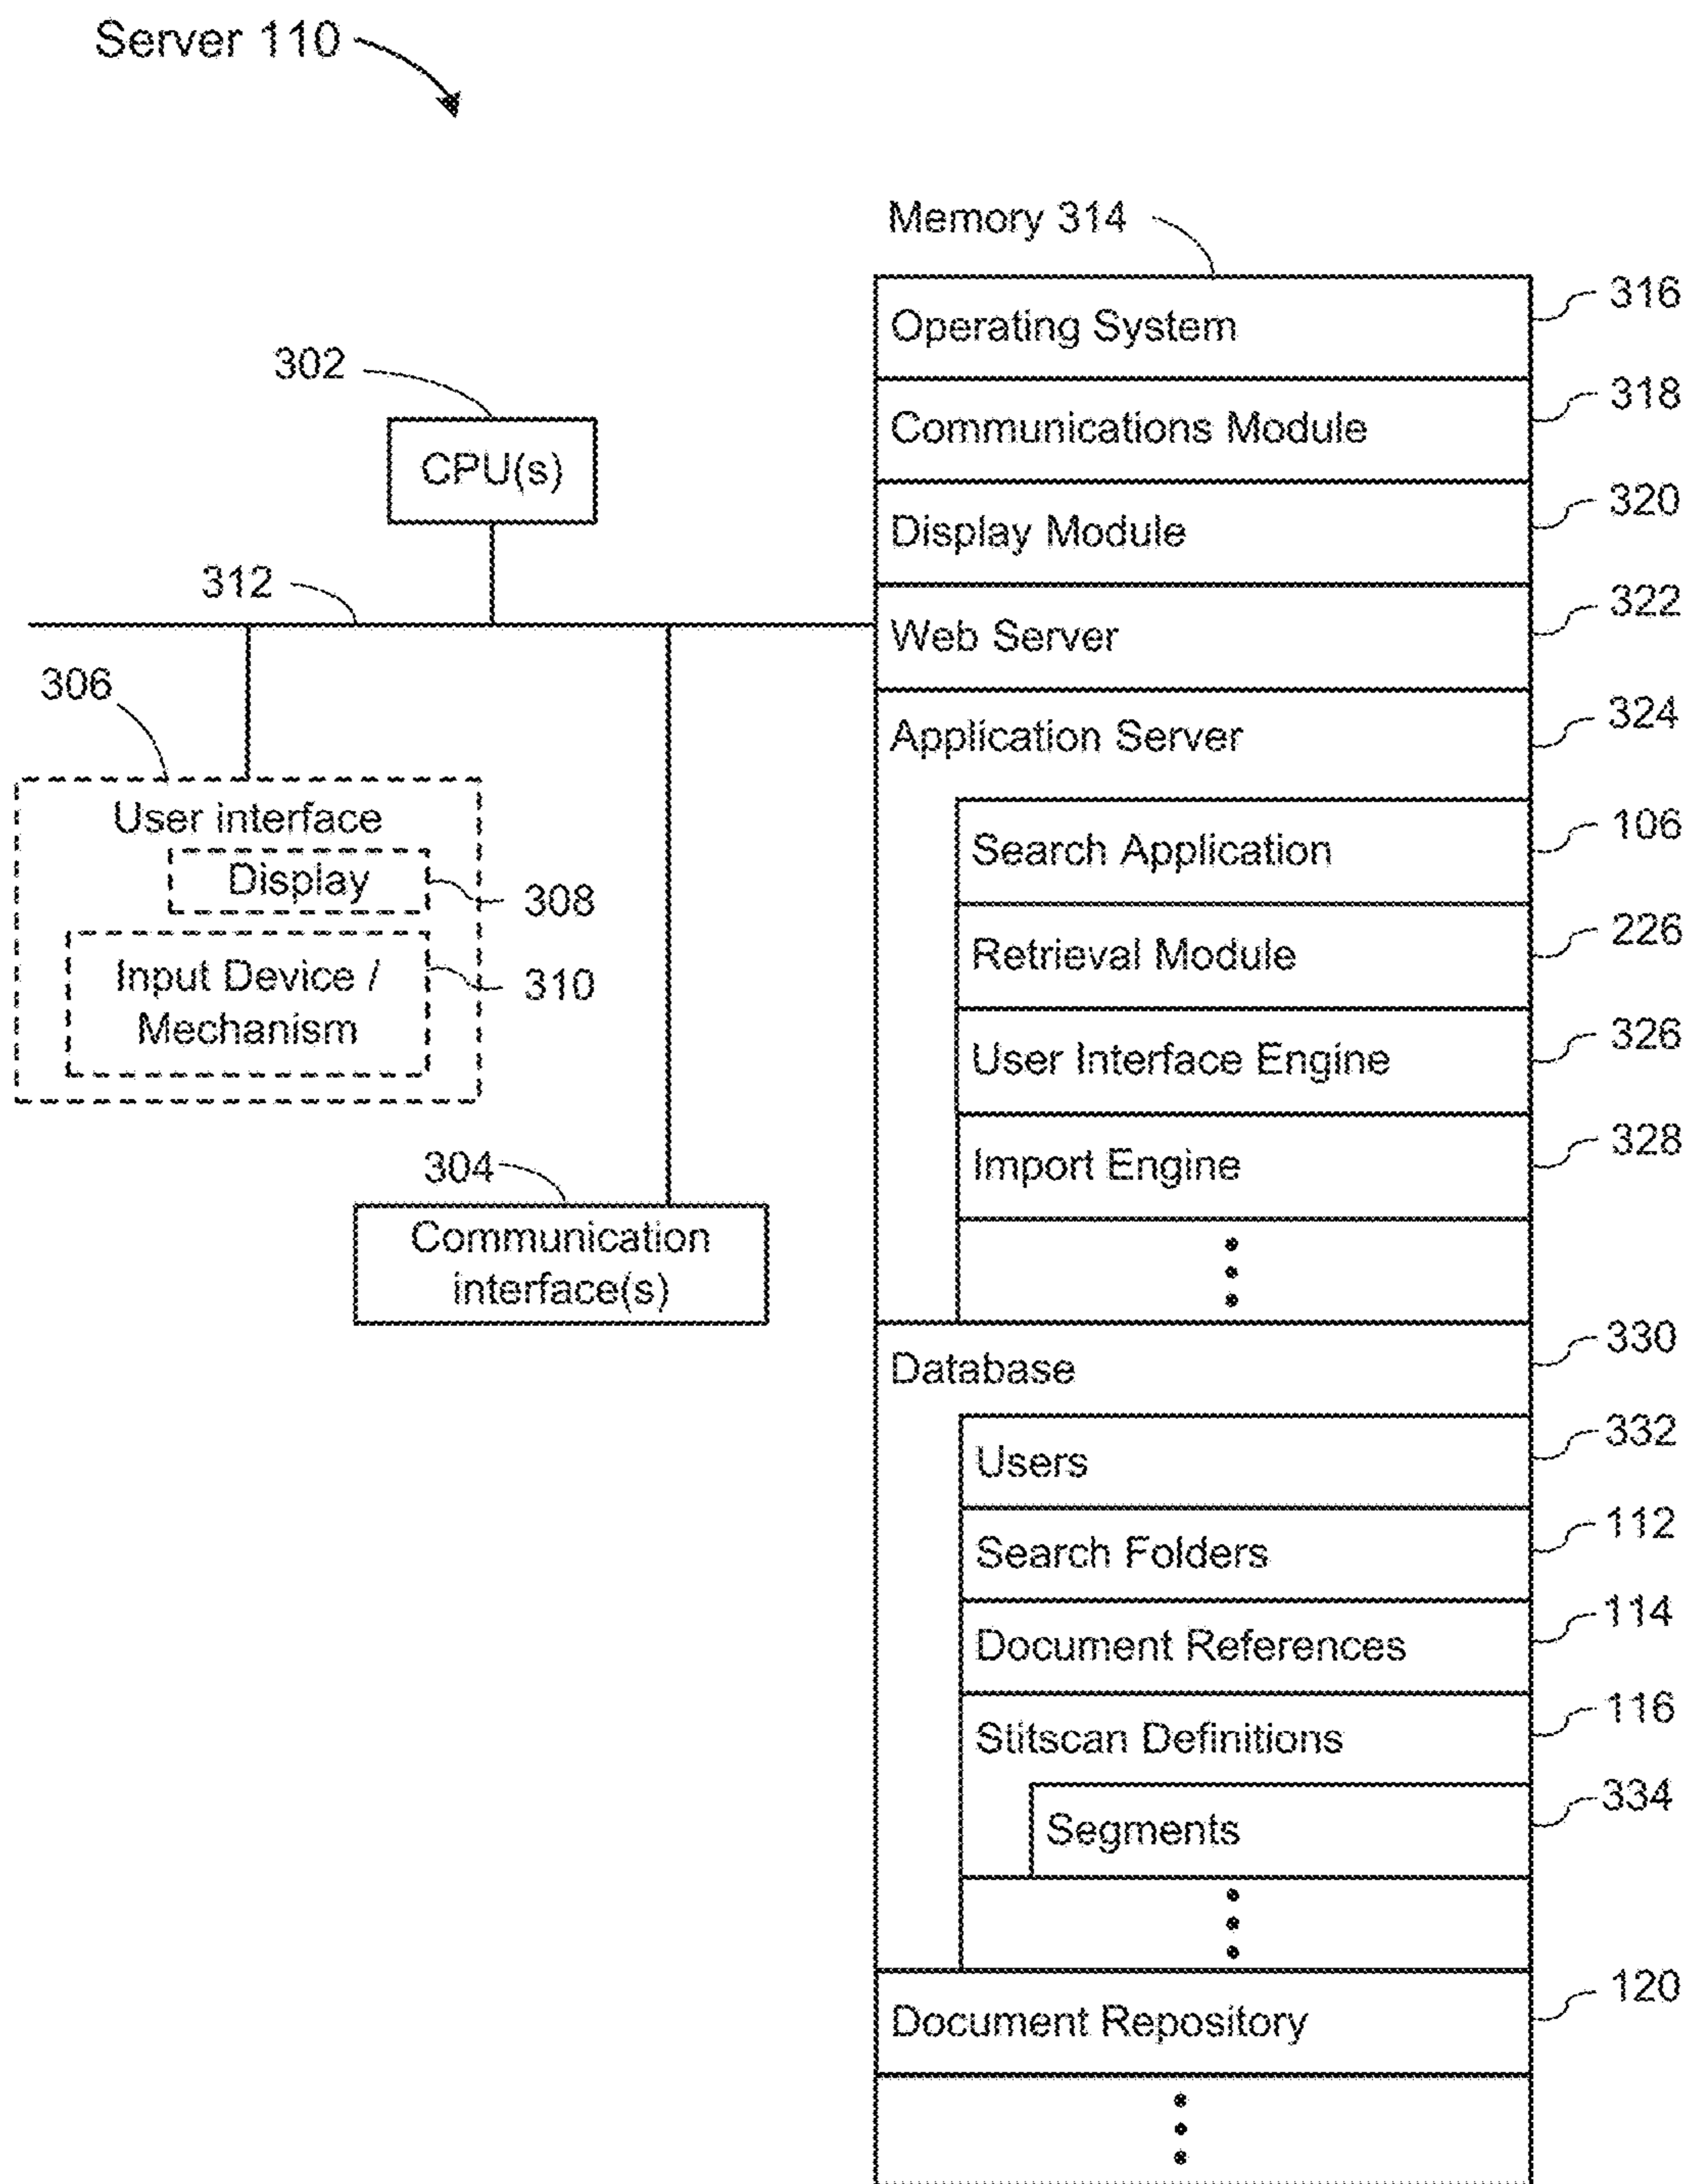 Server 110
Memory 314
Operating System 316
302
Communications Module 318
CPU(s)
Display Module 320
312
Web Server 322
306
Application Server 324
User interface
Search Application 106
Display
308
Retrieval Module 226
Input Device /
Mechanism
310
User Interface Engine 326
304
Import Engine 328
Communication
interface(s)
Database 330
Users 332
Search Folders 112
Document References 114
Stitscan Definitions 116
Segments 334
Document Repository 120